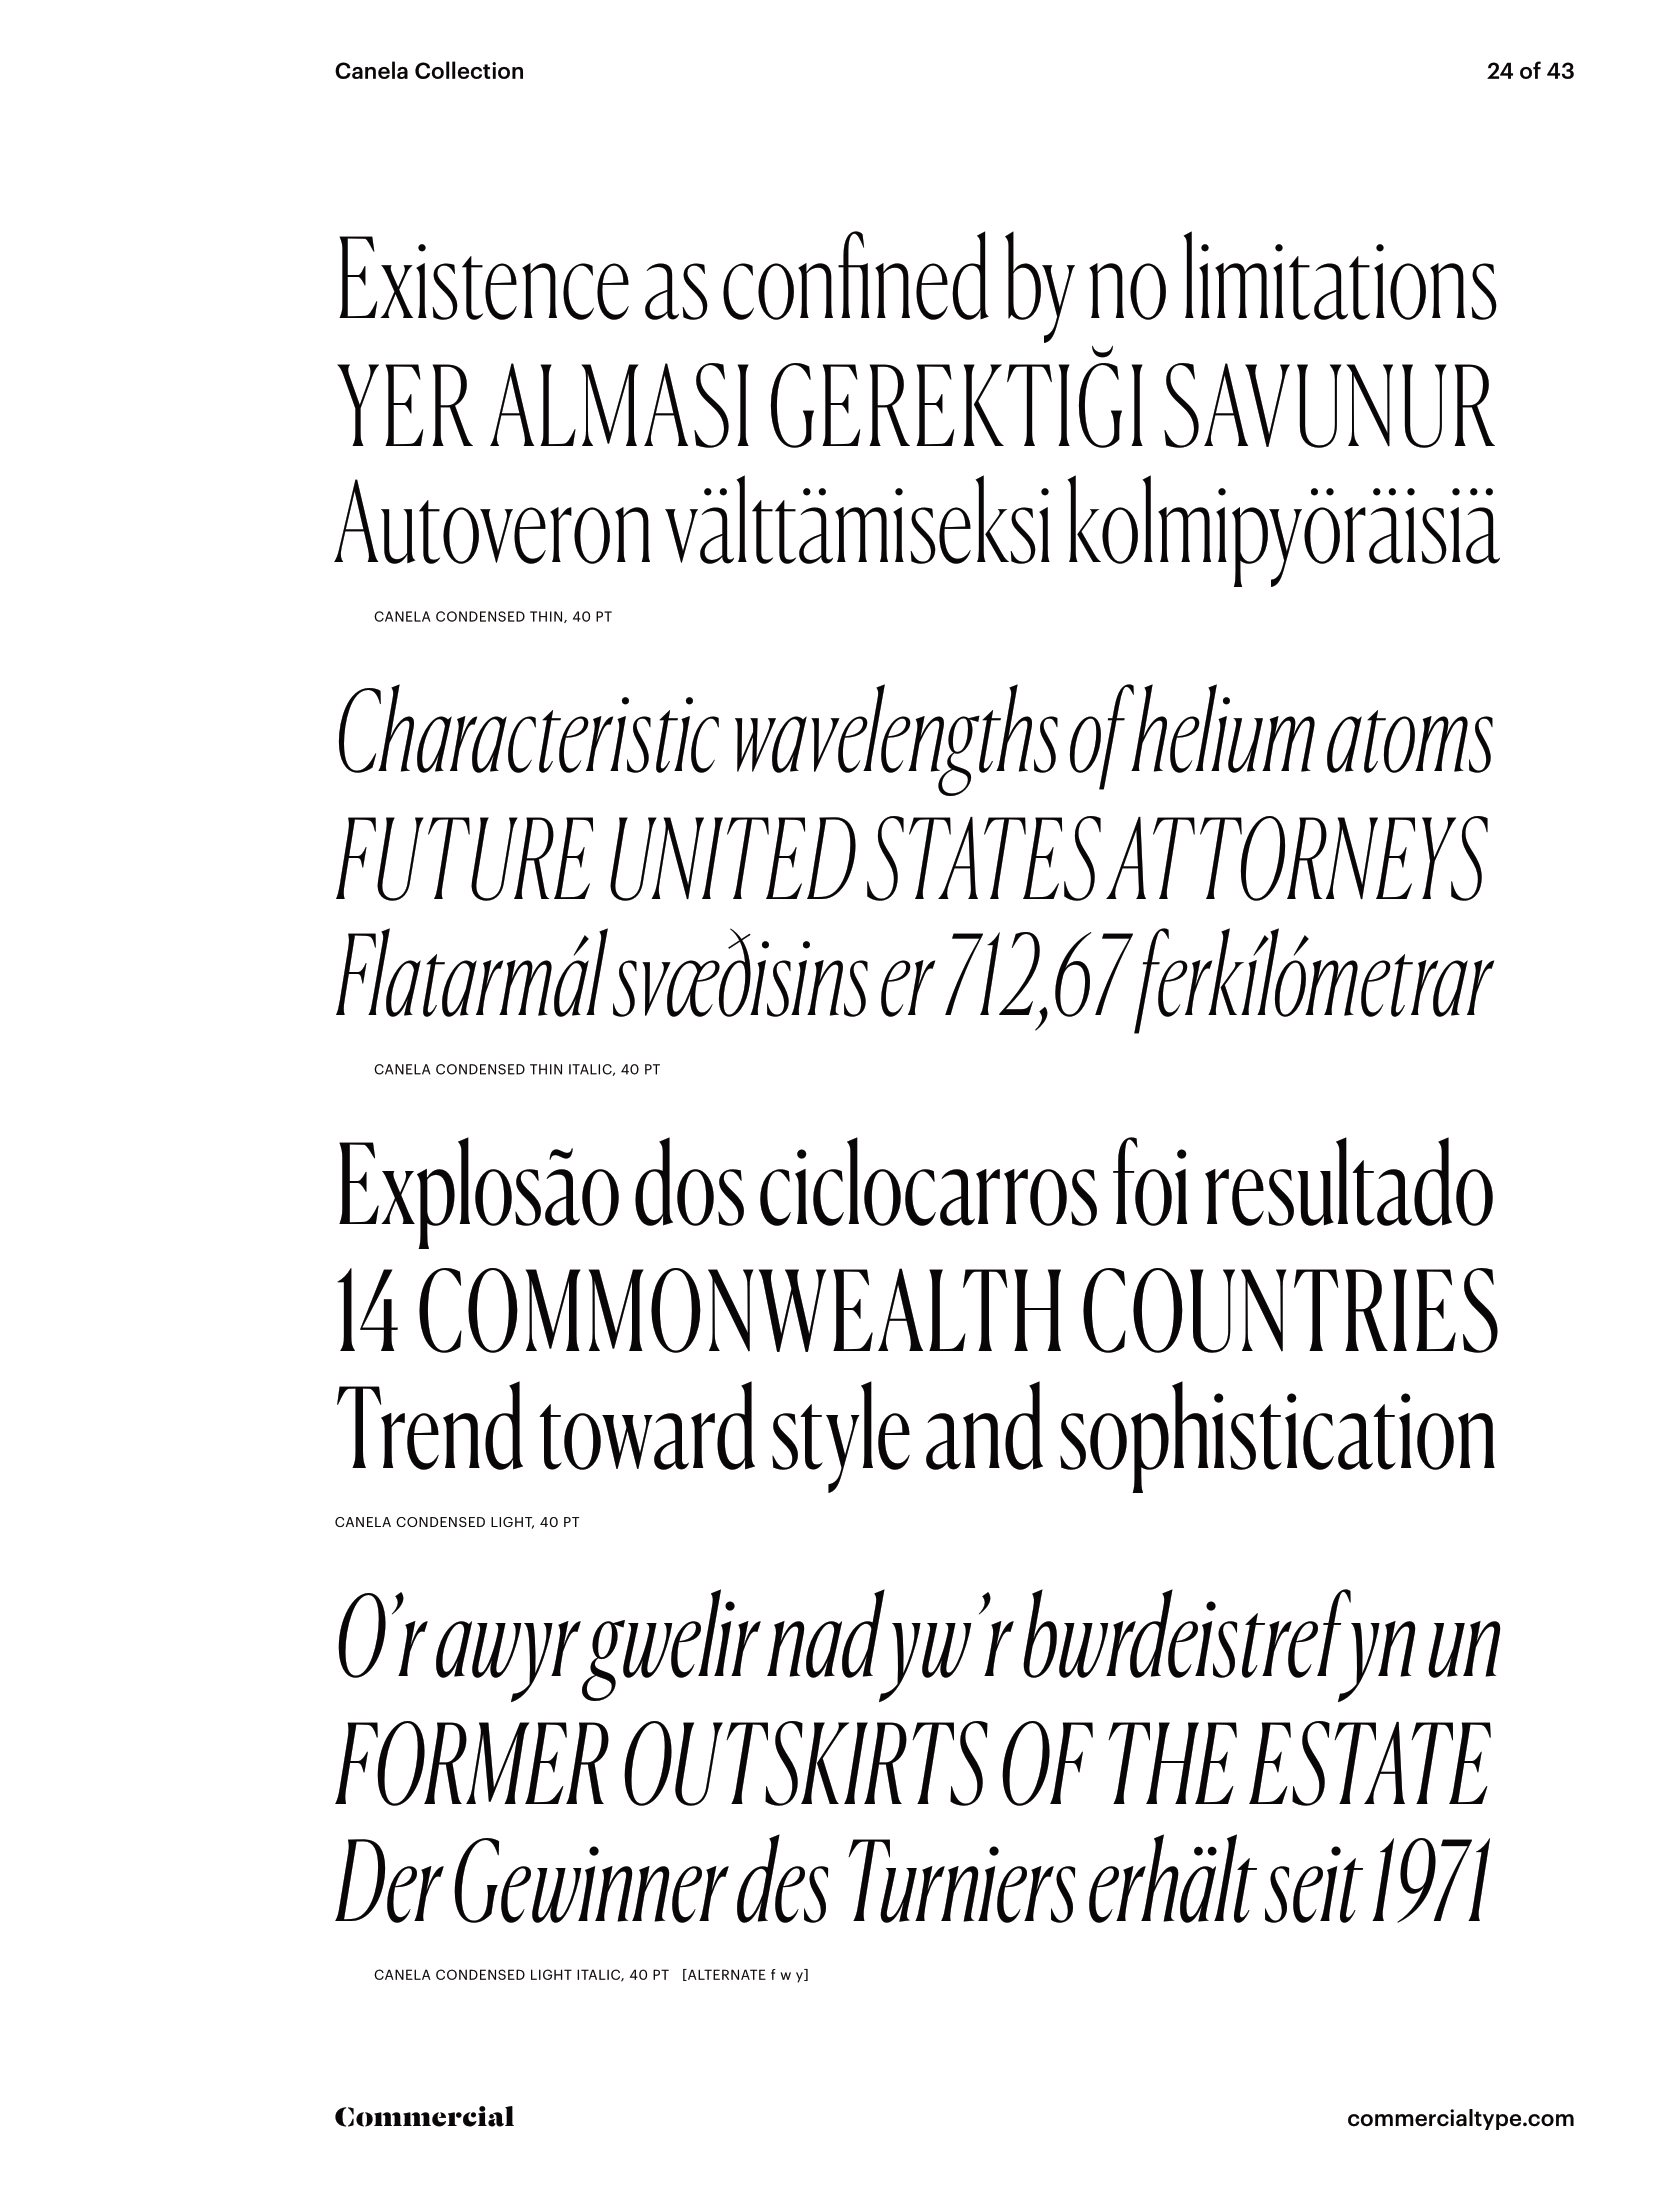 Canela Collection
24 of 43
Existence as confined by no limitations
YER ALMASI GEREKTIĞI SAVUNUR
Autoveron välttämiseksi kolmipyöräisiä
CANELA CONDENSED THIN, 40 PT
Characteristic wavelengths of helium atoms
FUTURE UNITED STATES ATTORNEYS
Flatarmál svæðisins er 712,67 ferkílómetrar
CANELA CONDENSED THIN ITALIC, 40 PT
Explosão dos ciclocarros foi resultado
14 COMMONWEALTH COUNTRIES
Trend toward style and sophistication
CANELA CONDENSED LIGHT, 40 PT
O’r awyr gwelir nad yw’r bwrdeistref yn un
FORMER OUTSKIRTS OF THE ESTATE
Der Gewinner des Turniers erhält seit 1971
CANELA CONDENSED LIGHT ITALIC, 40 PT [ALTERNATE f w y]
Commercial
commercialtype.com